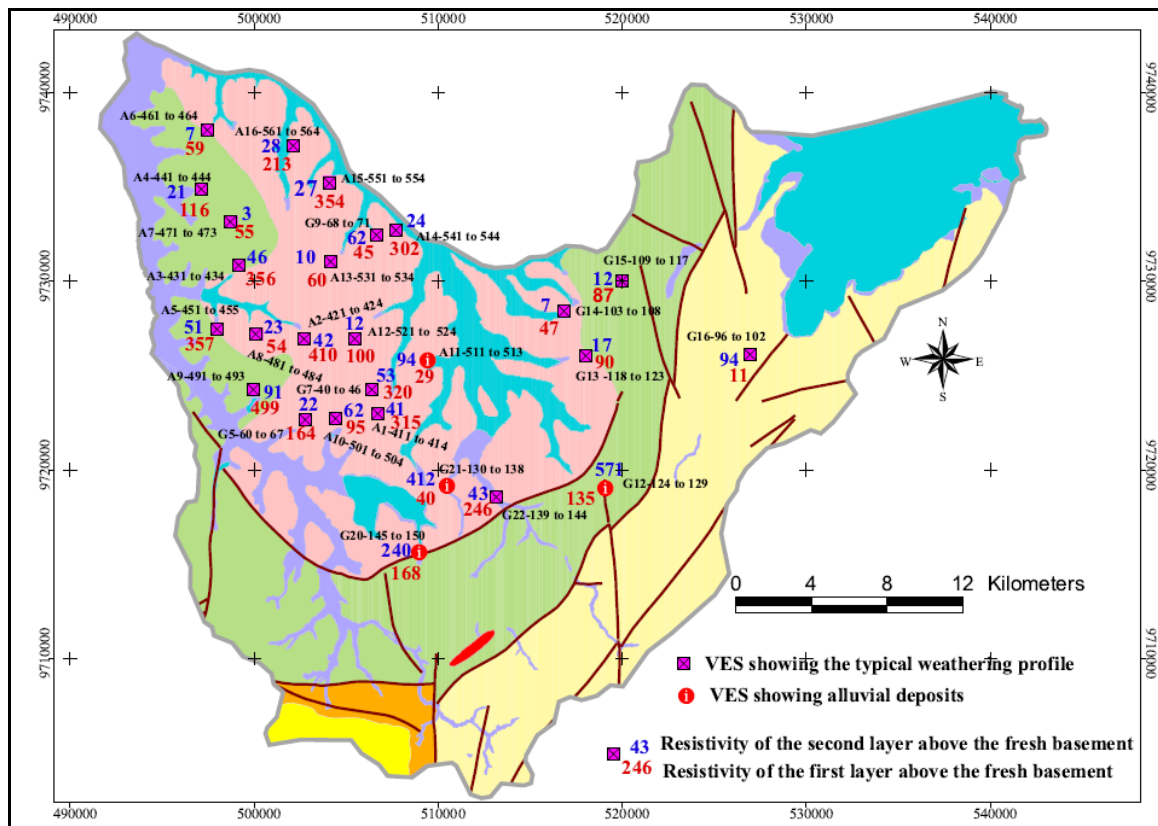 490000 500000 510000 520000 530000 540000
9740000 9740000
A6-461 to 464
7
59
A16-561 to 564
28
213
A4-441 to 444
21
116
27
354
A15-551 to 554
3
55
A7-471 to 473
G9-68 to 71
62
45
24
302
A14-541 to 544
46
356
A3-431 to 434
10
60
A13-531 to 534
9730000 9730000
G15-109 to 117
12
87
7
47
G14-103 to 108
A5-451 to 455
51
357
23
54
A8-481 to 484
A2-421 to 424
42
410
12
100
A12-521 to 524
94
29
A11-511 to 513
17
90
G13 -118 to 123
G16-96 to 102
94
11
N
W E
S
A9-491 to 493
91
499
G7-40 to 46
53
320
22
164
G5-60 to 67
62
95
A10-501 to 504
41
315
A1-411 to 414
9720000 9720000
G21-130 to 138
412
40
43
246
G22-139 to 144
571
135
G12-124 to 129
G20-145 to 150
240
168
0 4 8 12 Kilometers
9710000 9710000
VES showing the typical weathering profile
i VES showing alluvial deposits
43 Resistivity of the second layer above the fresh basement
246 Resistivity of the first layer above the fresh basement
490000 500000 510000 520000 530000 540000